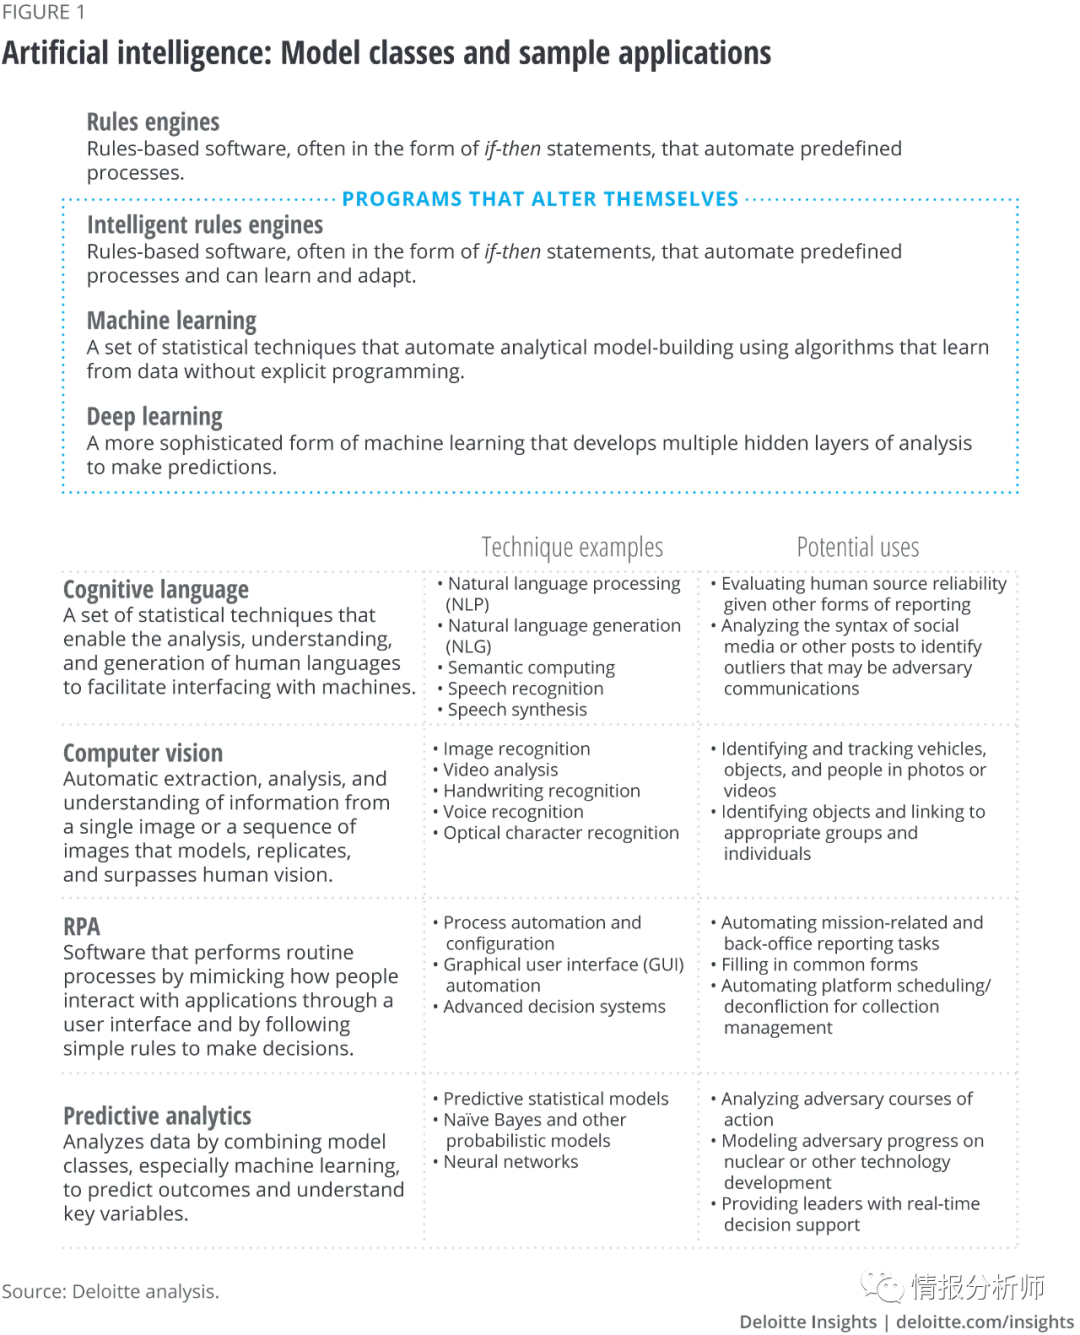 FIGURE 1
Artificial intelligence: Model classes and sample applications
Rules engines
Rules-based software, often in the form of if-then statements, that automate predefined
processes.
PROGRAMS THAT ALTER THEMSELVES
Intelligent rules engines
Rules-based software, often in the form of if-then statements, that automate predefined
processes and can learn and adapt.
Machine learning
A set of statistical techniques that automate analytical model-building using algorithms that learn
from data without explicit programming.
Deep learning
A more sophisticated form of machine learning that develops multiple hidden layers of analysis
to make predictions.
Technique examples
Potential uses
Cognitive language
A set of statistical techniques that
enable the analysis, understanding,
and generation of human languages
to facilitate interfacing with machines.
• Natural language processing
(NLP)
• Natural language generation
(NLG)
• Semantic computing
• Speech recognition
• Speech synthesis
• Evaluating human source reliability
given other forms of reporting
• Analyzing the syntax of social
media or other posts to identify
outliers that may be adversary
communications
Computer vision
Automatic extraction, analysis, and
understanding of information from
a single image or a sequence of
images that models, replicates,
and surpasses human vision.
• Image recognition
• Video analysis
• Handwriting recognition
• Voice recognition
• Optical character recognition
• Identifying and tracking vehicles,
objects, and people in photos or
videos
• Identifying objects and linking to
appropriate groups and
individuals
RPA
Software that performs routine
processes by mimicking how people
interact with applications through a
user interface and by following
simple rules to make decisions.
• Process automation and
configuration
• Graphical user interface (GUI)
automation
• Advanced decision systems
• Automating mission-related and
back-office reporting tasks
• Filling in common forms
• Automating platform scheduling/
deconfliction for collection
management
Predictive analytics
Analyzes data by combining model
classes, especially machine learning,
to predict outcomes and understand
key variables.
• Predictive statistical models
• Naïve Bayes and other
probabilistic models
• Neural networks
• Analyzing adversary courses of
action
• Modeling adversary progress on
nuclear or other technology
development
• Providing leaders with real-time
decision support
Source: Deloitte analysis.
情报分析师
Deloitte Insights | deloitte.com/insights